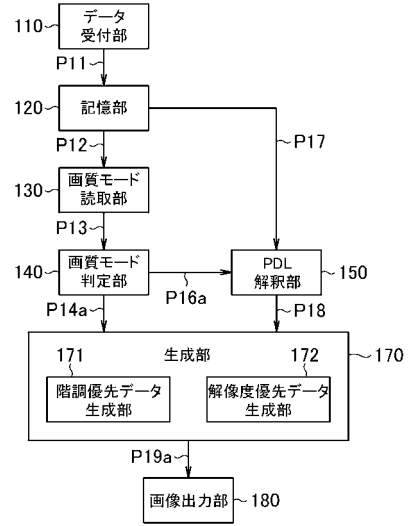 110
データ
受付部
P11
120
記憶部
P12
P17
130
画質モード
読取部
P13
140
画質モード
判定部
P16a
PDL
解釈部
150
P14a
P18
171
生成部
172
170
階調優先データ
生成部
解像度優先データ
生成部
P19a
画像出力部
180